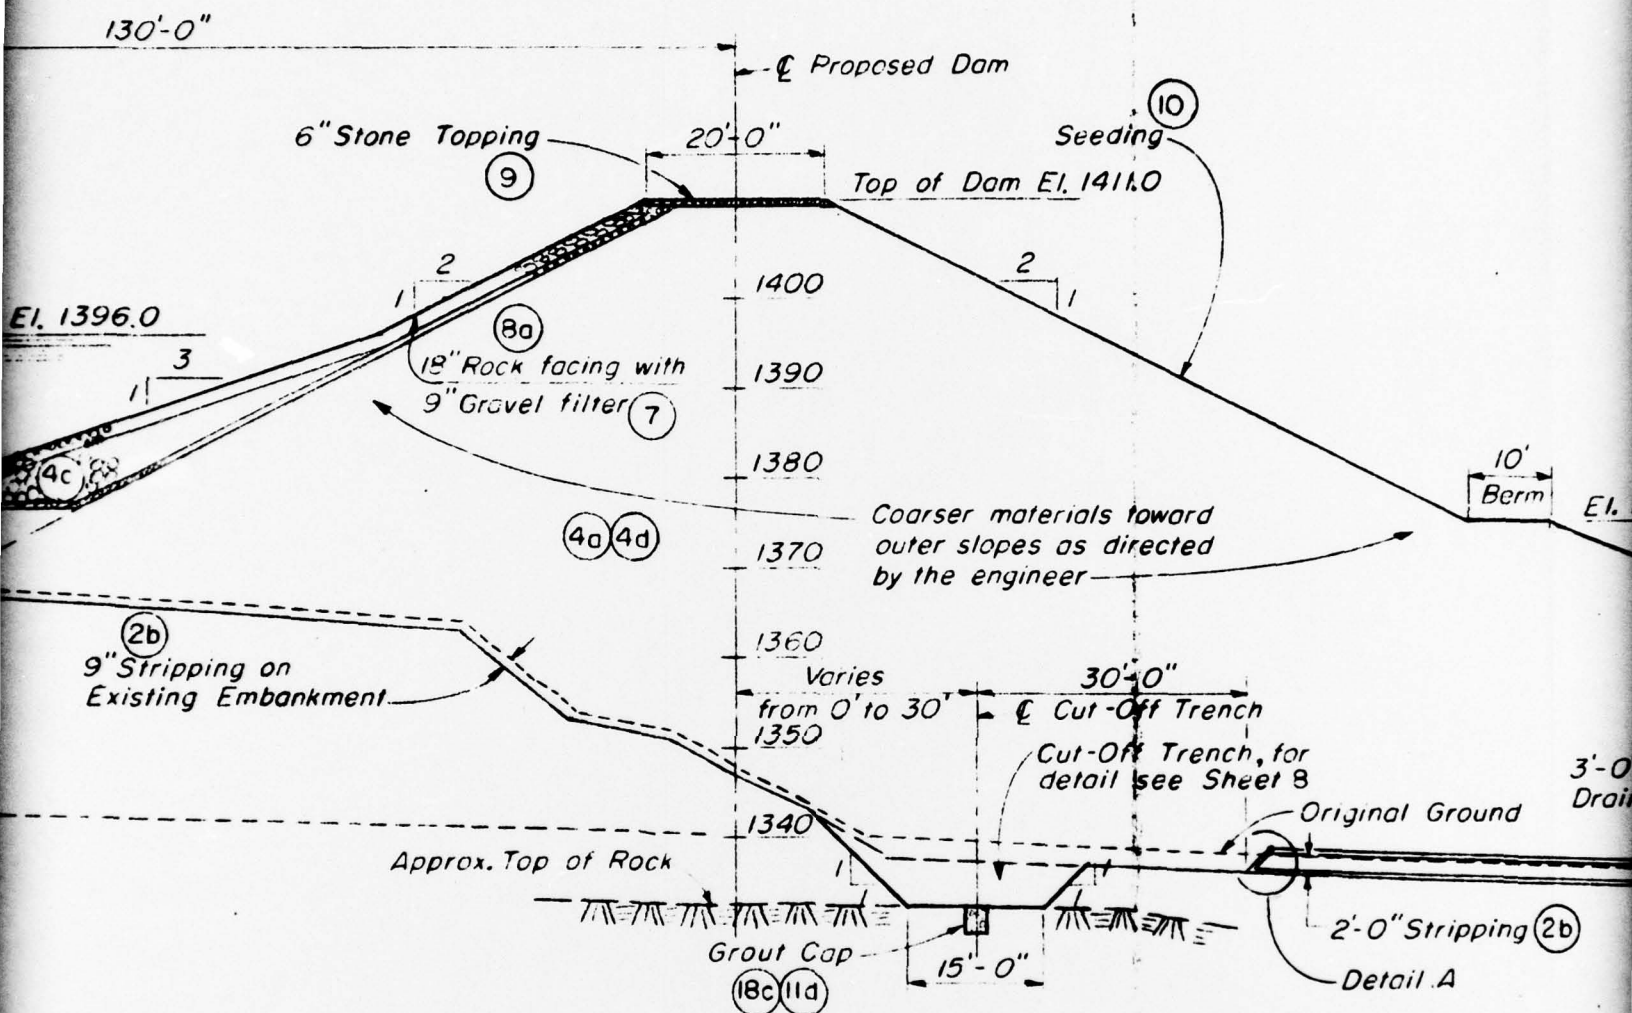 130'-0"
℄ Proposed Dam
10
6" Stone Topping
20'-0"
Seeding
9
Top of Dam El. 1411.0
2
2
1
1400
1
El. 1396.0
8a
3
18" Rock facing with
1
1390
9" Gravel filter 7
4c
1380
10'
Berm
Coarser materials toward
El.
4a 4d
outer slopes as directed
1370
by the engineer
2b
1360
9" Stripping on
Varies
30'-0"
Existing Embankment
from 0' to 30'
℄ Cut-Off Trench
1350
Cut-Off Trench, for
detail see Sheet 8
3'-0
Drai
Original Ground
1340
Approx. Top of Rock
1
1
1
1
2'-0" Stripping 2b
Grout Cap
15'-0"
Detail A
18c 11d